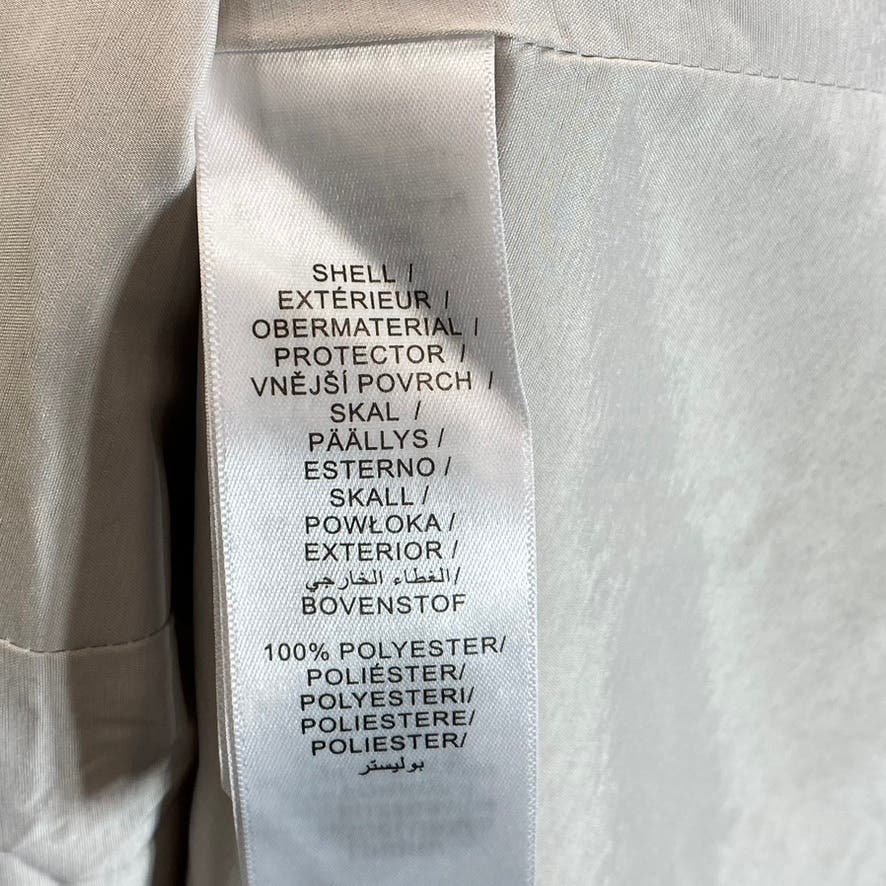 SHELL /
EXTÉRIEUR /
OBERMATERIAL /
PROTECTOR /
VNĚJŠÍ POVRCH /
SKAL /
PÄÄLLYS /
ESTERNO /
SKALL /
POWŁOKA /
EXTERIOR /
الغطاء الخارجي/
BOVENSTOF
100% POLYESTER/
POLIÉSTER/
POLYESTERI/
POLIESTERE/
POLIESTER/
بوليستر